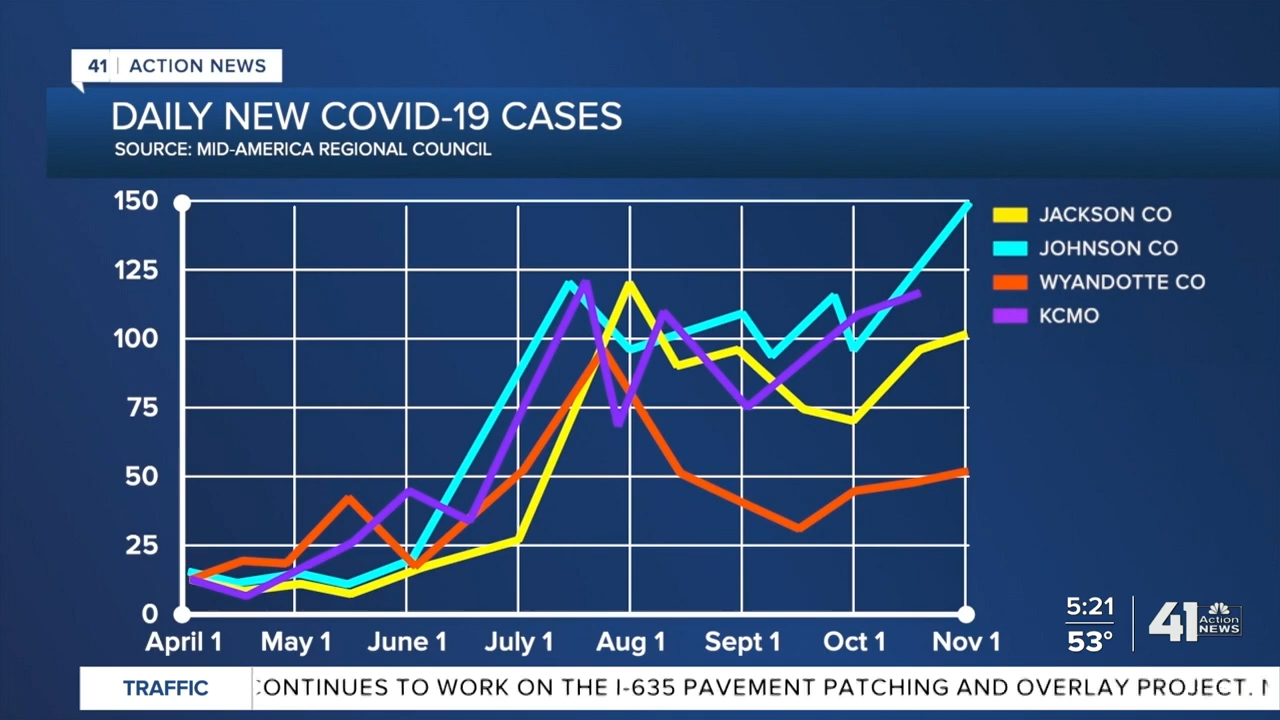 41 | ACTION NEWS
DAILY NEW COVID-19 CASES
SOURCE: MID-AMERICA REGIONAL COUNCIL
150
125
100
75
50
25
0
April 1 May 1 June 1 July 1 Aug 1 Sept 1 Oct 1 Nov 1
JACKSON CO
JOHNSON CO
WYANDOTTE CO
KCMO
5:21
53°
41 Action
NEWS
TRAFFIC
CONTINUES TO WORK ON THE I-635 PAVEMENT PATCHING AND OVERLAY PROJECT.